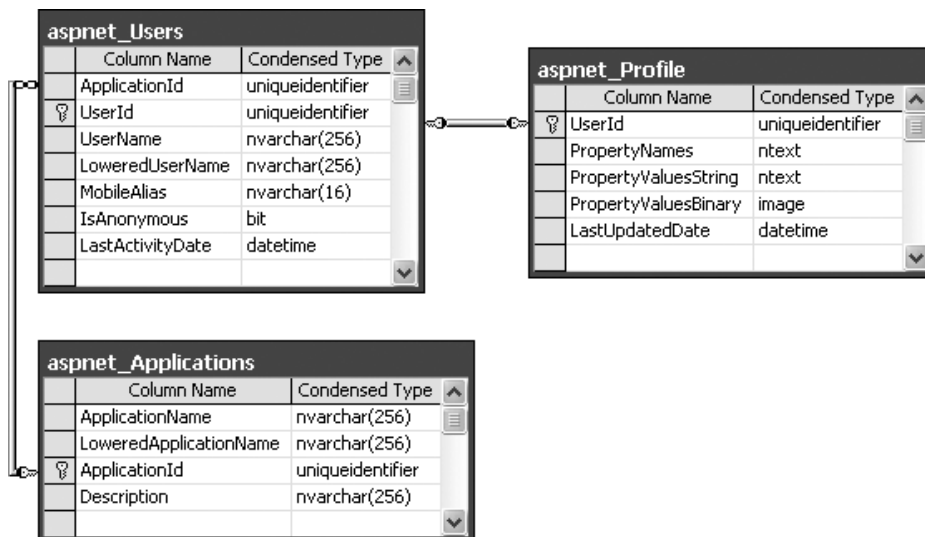 aspnet_Users
Column Name Condensed Type
ApplicationId uniqueidentifier
UserId uniqueidentifier
UserName nvarchar(256)
LoweredUserName nvarchar(256)
MobileAlias nvarchar(16)
IsAnonymous bit
LastActivityDate datetime
aspnet_Profile
Column Name Condensed Type
UserId uniqueidentifier
PropertyNames ntext
PropertyValuesString ntext
PropertyValuesBinary image
LastUpdatedDate datetime
aspnet_Applications
Column Name Condensed Type
ApplicationName nvarchar(256)
LoweredApplicationName nvarchar(256)
ApplicationId uniqueidentifier
Description nvarchar(256)